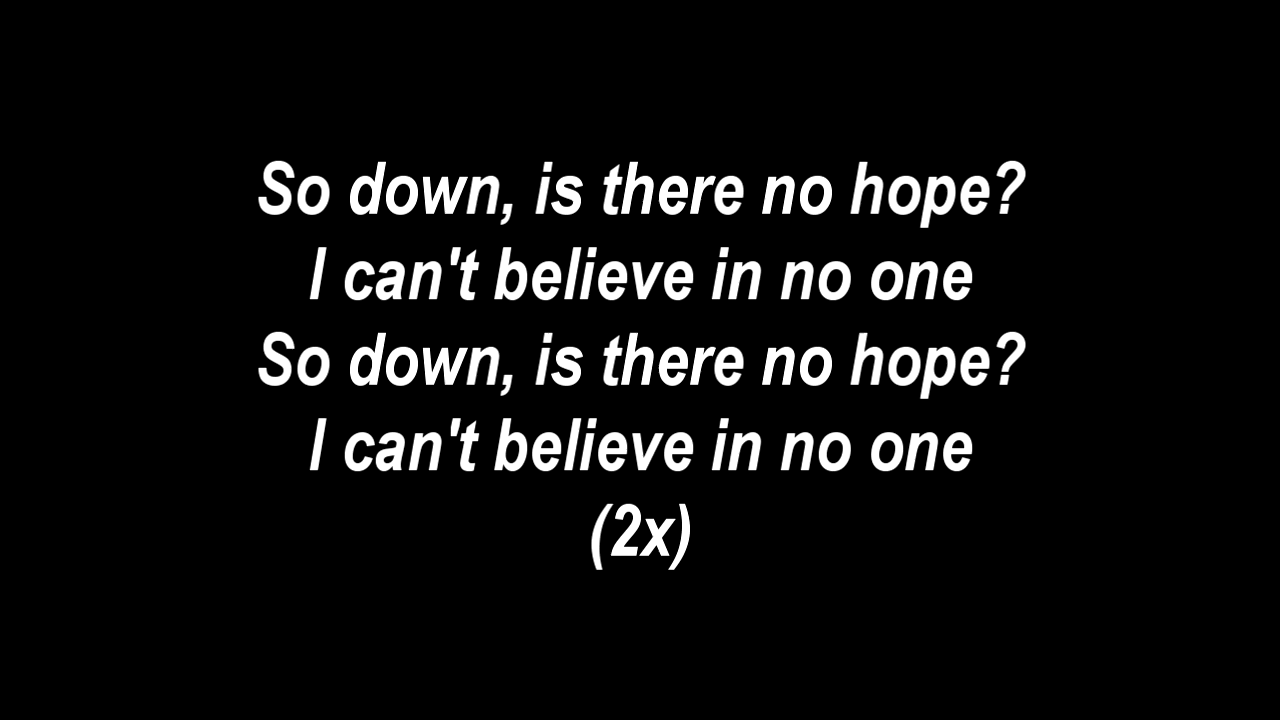 So down, is there no hope?
I can't believe in no one
So down, is there no hope?
I can't believe in no one
(2x)